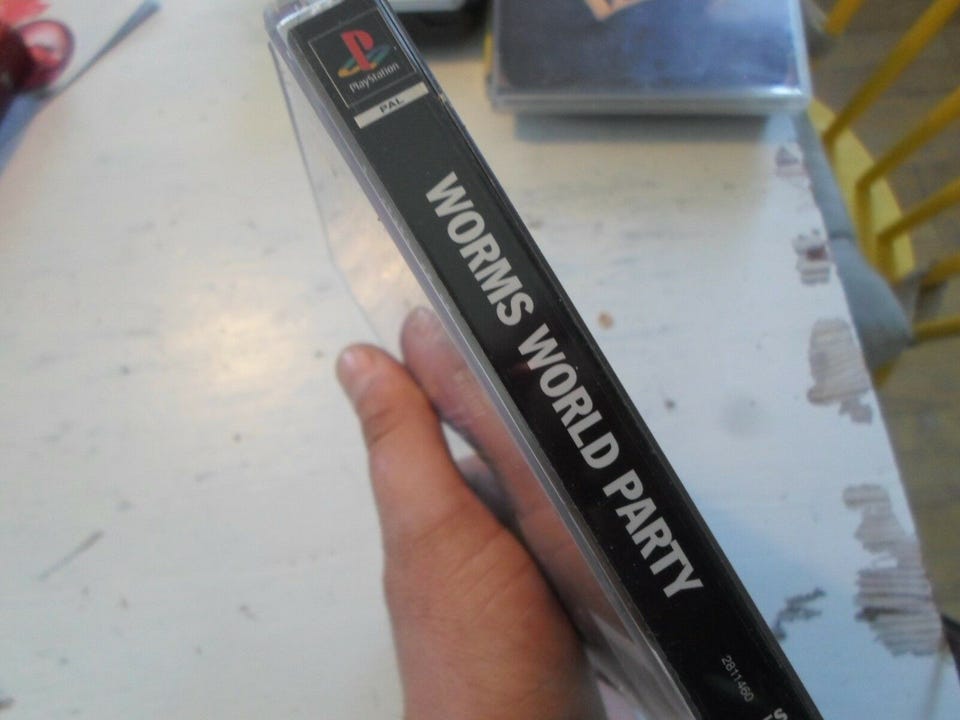 PlayStation
PAL
WORMS WORLD PARTY
2811460